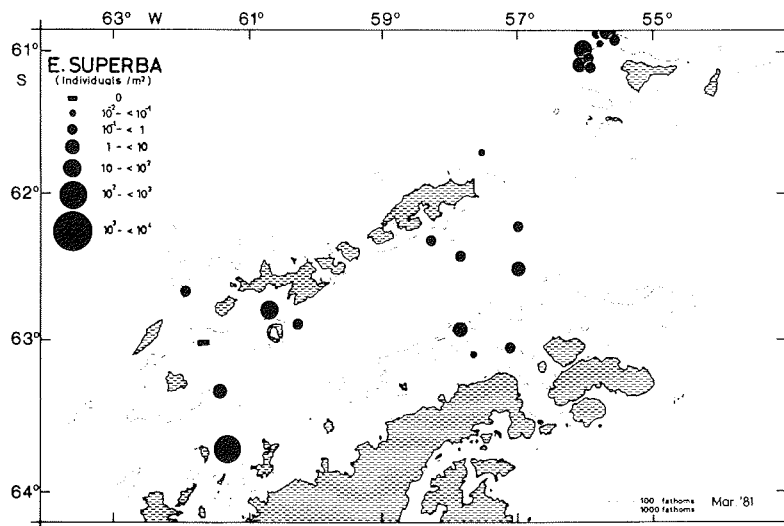 63° W 61° 59° 57° 55°
61°
S
E. SUPERBA
(Individuals /m²)
0
10⁻² - < 10⁻¹
10⁻¹ - < 1
1 - < 10
10 - < 10²
10² - < 10³
10³ - < 10⁴
62°
63°
64°
100 fathoms
1000 fathoms
Mar. '81